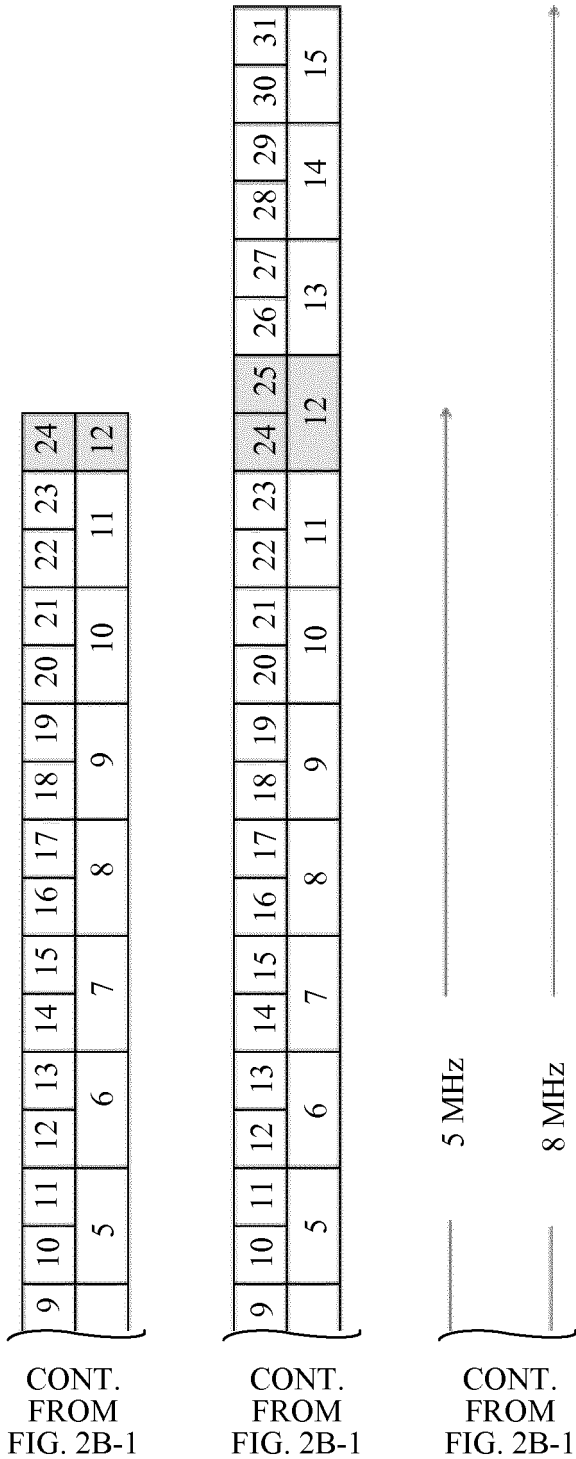 9 10 11 12 13 14 15 16 17 18 19 20 21 22 23 24
5 6 7 8 9 10 11 12
CONT.
FROM
FIG. 2B-1
9 10 11 12 13 14 15 16 17 18 19 20 21 22 23 24 25 26 27 28 29 30 31
5 6 7 8 9 10 11 12 13 14 15
CONT.
FROM
FIG. 2B-1
5 MHz
8 MHz
CONT.
FROM
FIG. 2B-1